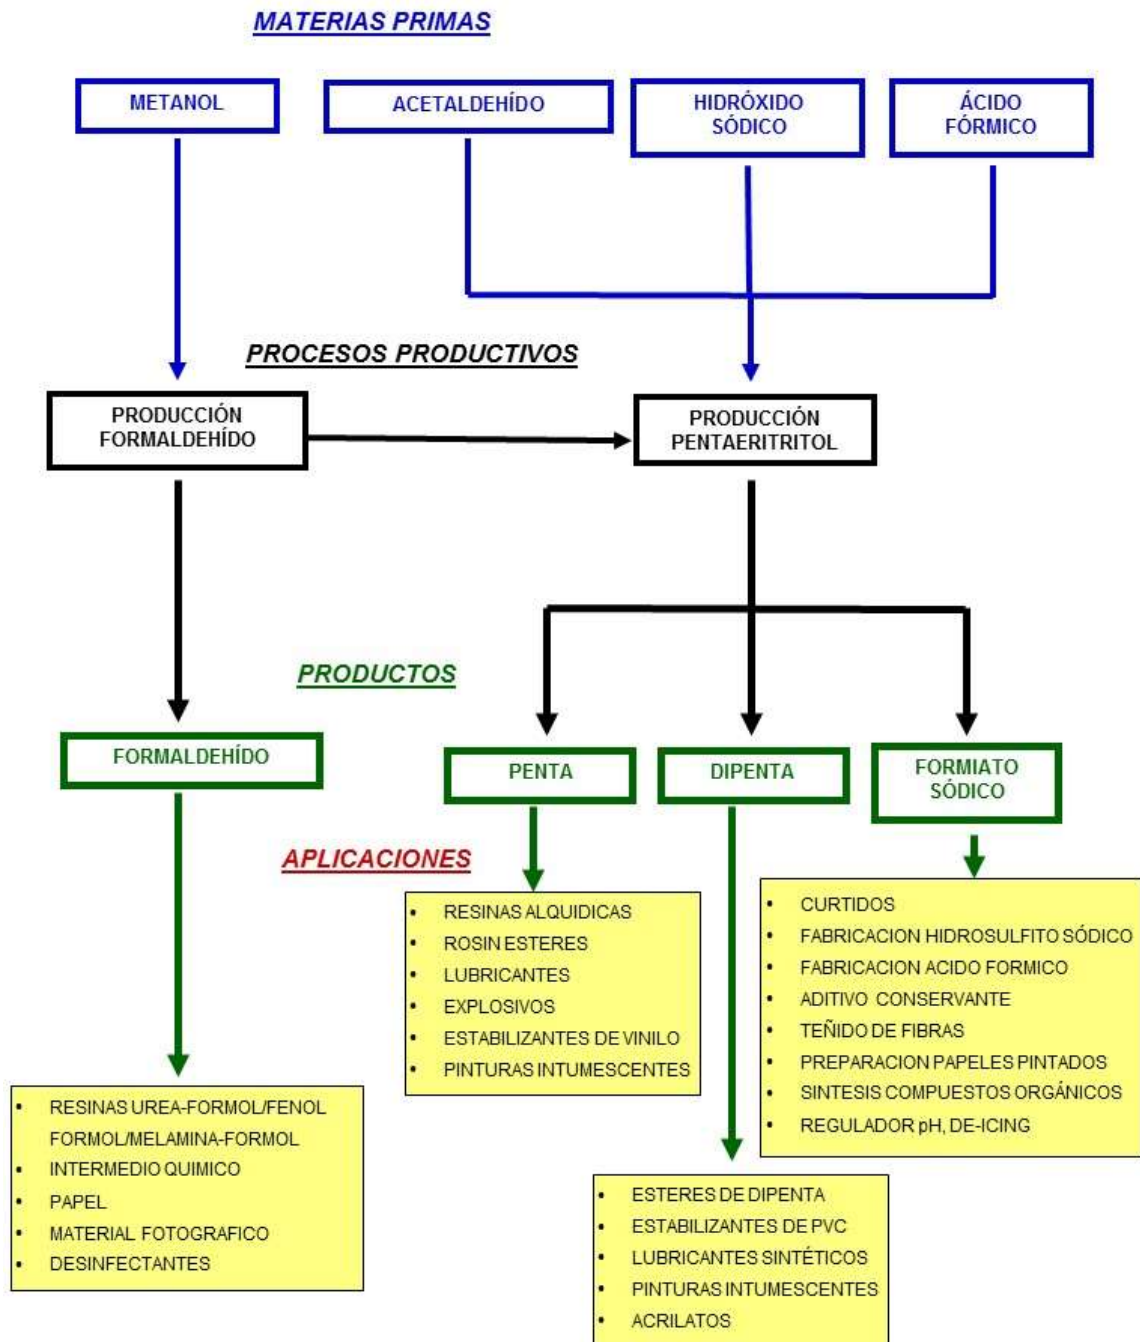 MATERIAS PRIMAS
METANOL
ACETALDEHÍDO
HIDRÓXIDO
SÓDICO
ÁCIDO
FÓRMICO
PROCESOS PRODUCTIVOS
PRODUCCIÓN
FORMALDEHÍDO
PRODUCCIÓN
PENTAERITRITOL
PRODUCTOS
FORMALDEHÍDO
PENTA
DIPENTA
FORMIATO
SÓDICO
APLICACIONES
• RESINAS ALQUIDICAS
• ROSIN ESTERES
• LUBRICANTES
• EXPLOSIVOS
• ESTABILIZANTES DE VINILO
• PINTURAS INTUMESCENTES
• CURTIDOS
• FABRICACION HIDROSULFITO SÓDICO
• FABRICACION ACIDO FORMICO
• ADITIVO CONSERVANTE
• TEÑIDO DE FIBRAS
• PREPARACION PAPELES PINTADOS
• SINTESIS COMPUESTOS ORGÁNICOS
• REGULADOR pH, DE-ICING
• RESINAS UREA-FORMOL/FENOL
FORMOL/MELAMINA-FORMOL
• INTERMEDIO QUIMICO
• PAPEL
• MATERIAL FOTOGRAFICO
• DESINFECTANTES
• ESTERES DE DIPENTA
• ESTABILIZANTES DE PVC
• LUBRICANTES SINTÉTICOS
• PINTURAS INTUMESCENTES
• ACRILATOS